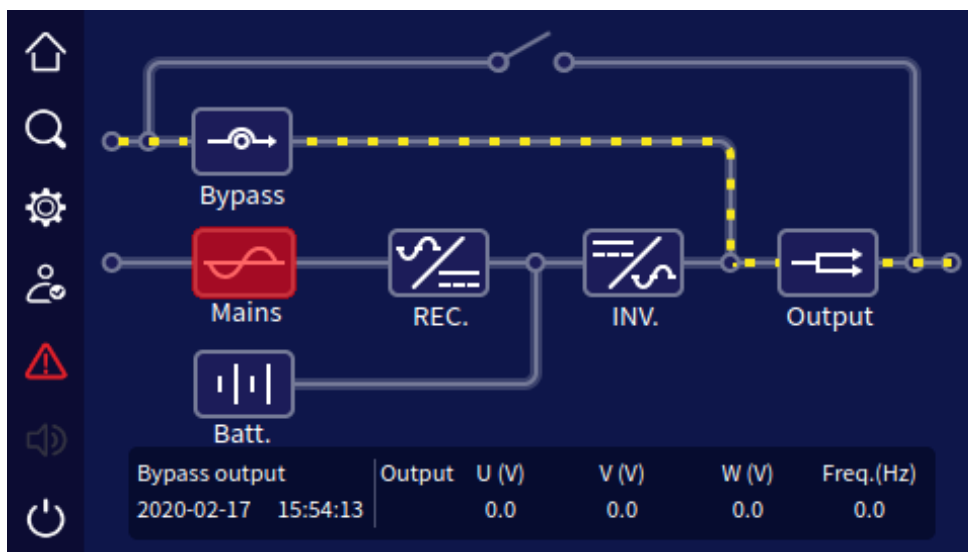 Bypass
Mains
REC.
INV.
Output
Batt.
Bypass output
Output U (V) V (V) W (V) Freq.(Hz)
2020-02-17 15:54:13 0.0 0.0 0.0 0.0